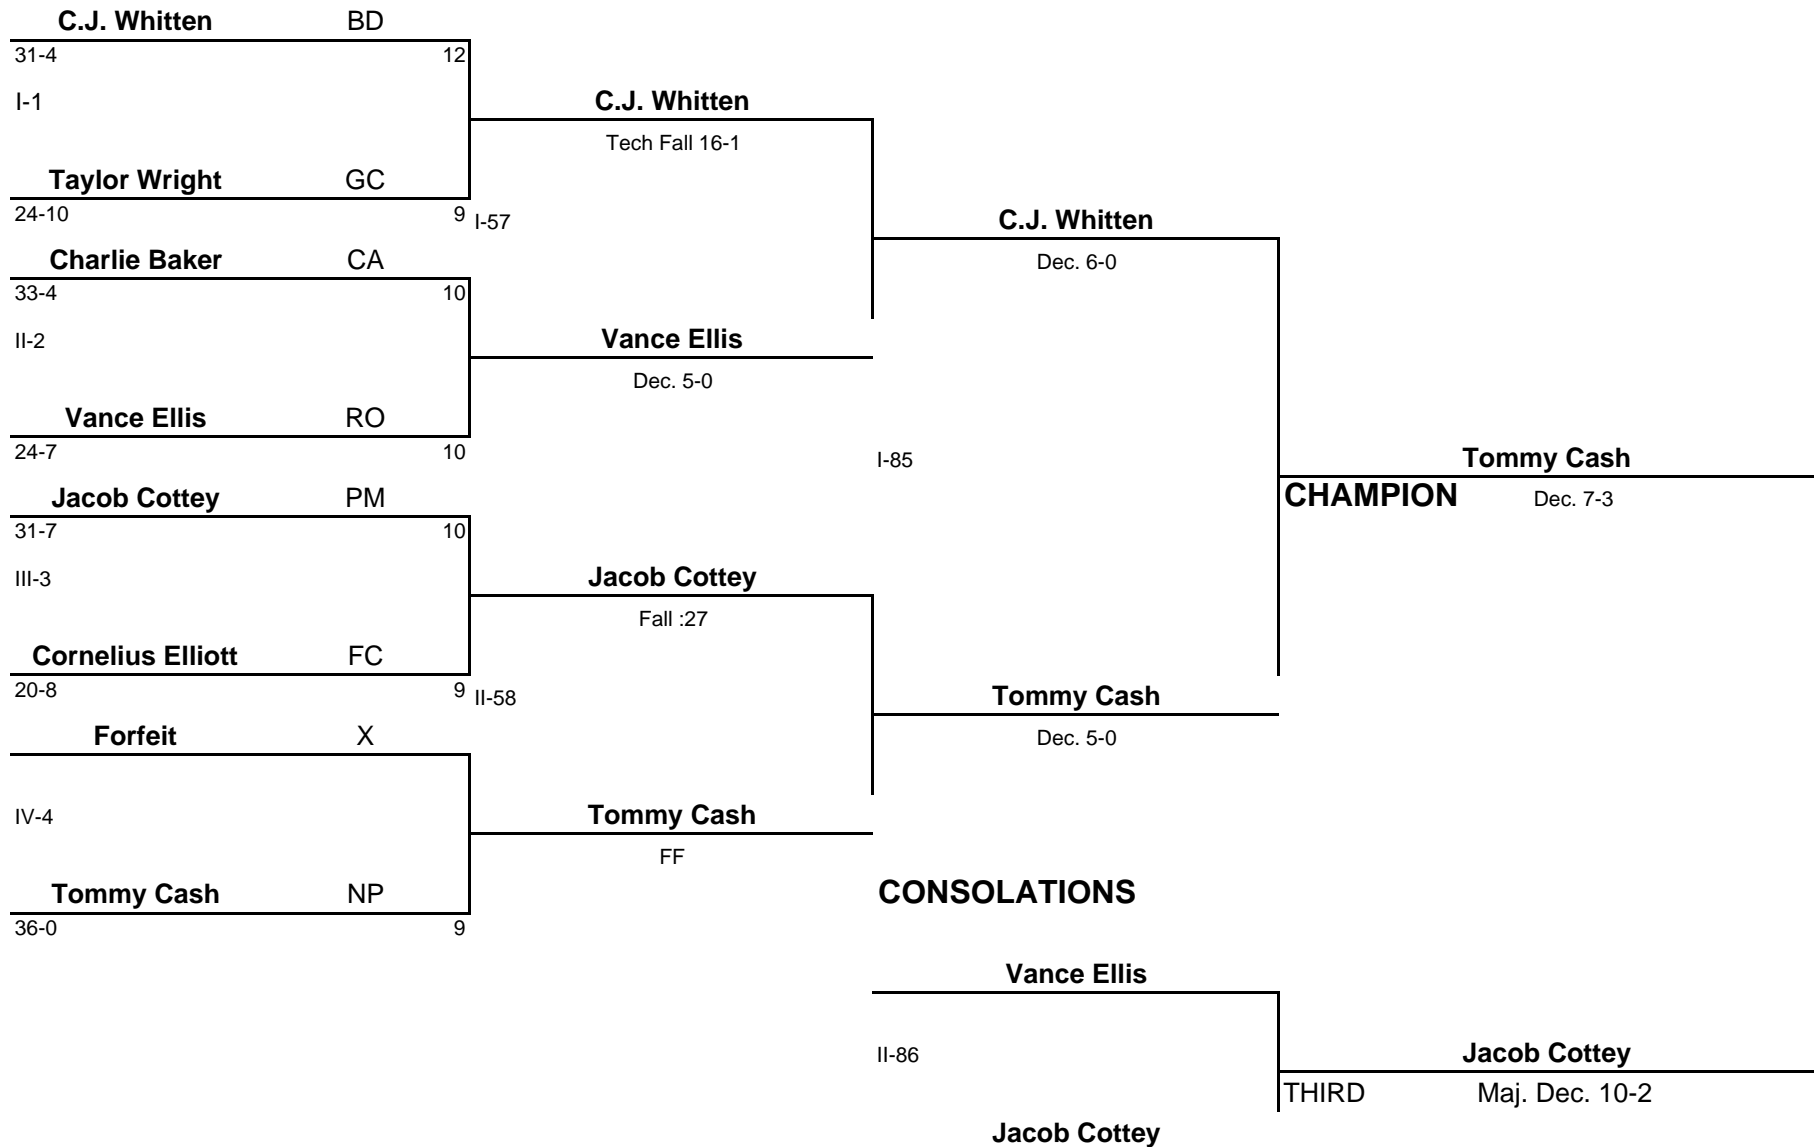 C.J. Whitten BD
31-4 12
I-1
C.J. Whitten
Tech Fall 16-1
Taylor Wright GC
24-10 9
I-57
C.J. Whitten
Dec. 6-0
Charlie Baker CA
33-4 10
II-2
Vance Ellis
Dec. 5-0
Vance Ellis RO
24-7 10
I-85
Tommy Cash
CHAMPION Dec. 7-3
Jacob Cottey PM
31-7 10
III-3
Jacob Cottey
Fall :27
Cornelius Elliott FC
20-8 9
II-58
Tommy Cash
Dec. 5-0
Forfeit X
IV-4
Tommy Cash
FF
Tommy Cash NP
36-0 9
CONSOLATIONS
Vance Ellis
II-86
Jacob Cottey
THIRD Maj. Dec. 10-2
Jacob Cottey